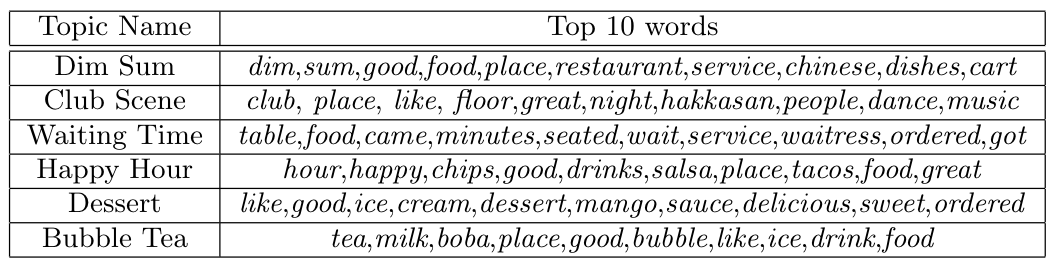 Topic Name Top 10 words
Dim Sum dim,sum,good,food,place,restaurant,service,chinese,dishes,cart
Club Scene club, place, like, floor,great,night,hakkasan,people,dance,music
Waiting Time table,food,came,minutes,seated,wait,service,waitress,ordered,got
Happy Hour hour,happy,chips,good,drinks,salsa,place,tacos,food,great
Dessert like,good,ice,cream,dessert,mango,sauce,delicious,sweet,ordered
Bubble Tea tea,milk,boba,place,good,bubble,like,ice,drink,food